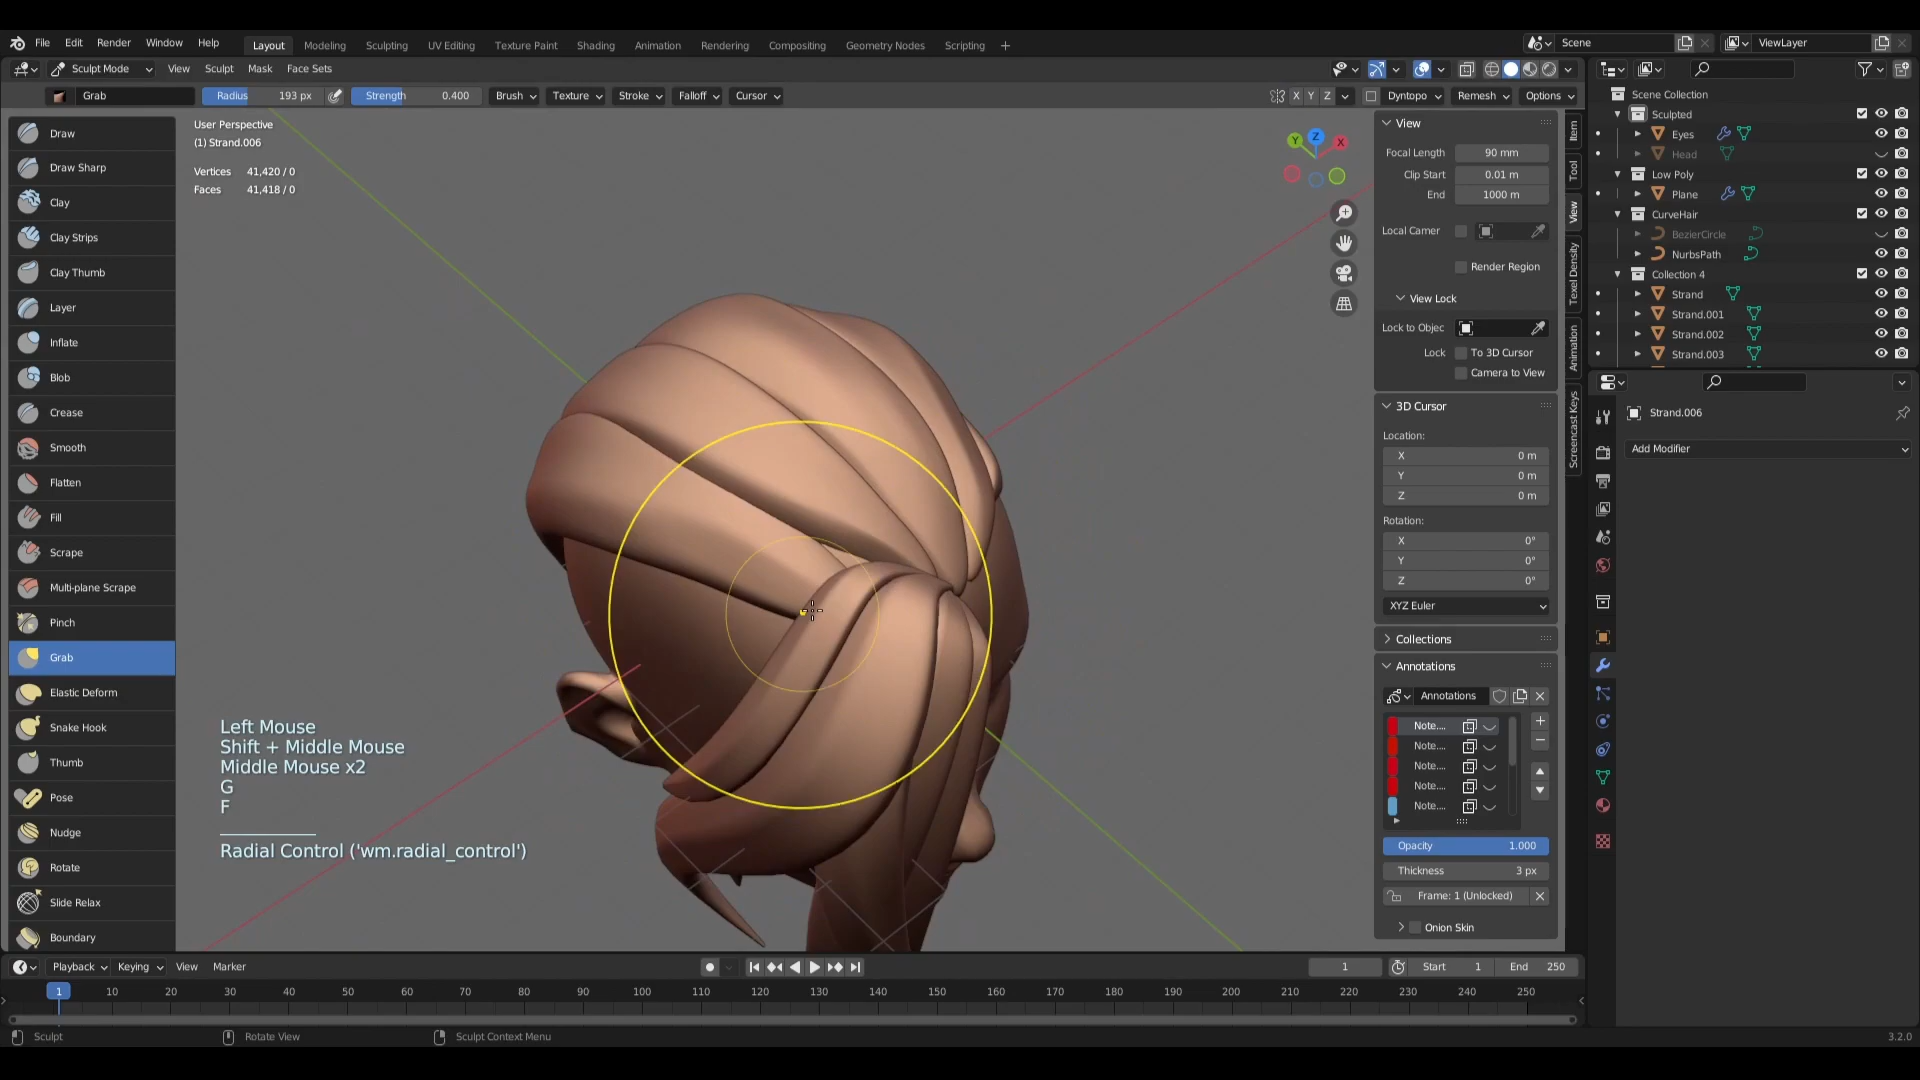 File Edit Render Window Help Layout Modeling Sculpting UV Editing Texture Paint Shading Animation Rendering Compositing Geometry Nodes Scripting + Scene ViewLayer
Sculpt Mode View Sculpt Mask Face Sets
Grab Radius 193 px Strength 0.400 Brush Texture Stroke Falloff Cursor X Y Z Dyntopo Remesh Options
Draw
Draw Sharp
Clay
Clay Strips
Clay Thumb
Layer
Inflate
Blob
Crease
Smooth
Flatten
Fill
Scrape
Multi-plane Scrape
Pinch
Grab
Elastic Deform
Snake Hook
Thumb
Pose
Nudge
Rotate
Slide Relax
Boundary
User Perspective
(1) Strand.006
Vertices 41,420 / 0
Faces 41,418 / 0
Y Z X
Left Mouse
Shift + Middle Mouse
Middle Mouse x2
G
F
Radial Control ('wm.radial_control')
View
Focal Length 90 mm
Clip Start 0.01 m
End 1000 m
Local Camer
Render Region
View Lock
Lock to Objec
Lock To 3D Cursor
Camera to View
3D Cursor
Location:
X 0 m
Y 0 m
Z 0 m
Rotation:
X 0°
Y 0°
Z 0°
XYZ Euler
Collections
Annotations
Annotations
Note....
Note....
Note....
Note....
Note....
Opacity 1.000
Thickness 3 px
Frame: 1 (Unlocked)
Onion Skin
Item
Tool
View
Texel Density
Animation
Screencast Keys
Scene Collection
Sculpted
Eyes
Head
Low Poly
Plane
CurveHair
BezierCircle
NurbsPath
Collection 4
Strand
Strand.001
Strand.002
Strand.003
Strand.006
Add Modifier
Playback Keying View Marker 1 Start 1 End 250
1 10 20 30 40 50 60 70 80 90 100 110 120 130 140 150 160 170 180 190 200 210 220 230 240 250
Sculpt Rotate View Sculpt Context Menu 3.2.0